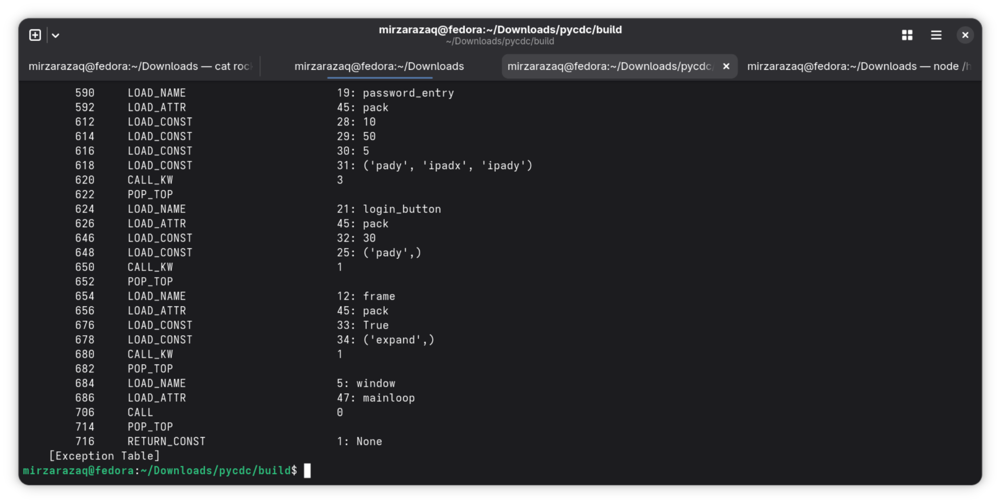 mirzarazaq@fedora:~/Downloads/pycdc/build
~/Downloads/pycdc/build
mirzarazaq@fedora:~/Downloads — cat roc
mirzarazaq@fedora:~/Downloads
mirzarazaq@fedora:~/Downloads/pycdc/
mirzarazaq@fedora:~/Downloads — node /h
590 LOAD_NAME 19: password_entry
592 LOAD_ATTR 45: pack
612 LOAD_CONST 28: 10
614 LOAD_CONST 29: 50
616 LOAD_CONST 30: 5
618 LOAD_CONST 31: ('pady', 'ipadx', 'ipady')
620 CALL_KW 3
622 POP_TOP
624 LOAD_NAME 21: login_button
626 LOAD_ATTR 45: pack
646 LOAD_CONST 32: 30
648 LOAD_CONST 25: ('pady',)
650 CALL_KW 1
652 POP_TOP
654 LOAD_NAME 12: frame
656 LOAD_ATTR 45: pack
676 LOAD_CONST 33: True
678 LOAD_CONST 34: ('expand',)
680 CALL_KW 1
682 POP_TOP
684 LOAD_NAME 5: window
686 LOAD_ATTR 47: mainloop
706 CALL 0
714 POP_TOP
716 RETURN_CONST 1: None
[Exception Table]
mirzarazaq@fedora:~/Downloads/pycdc/build$